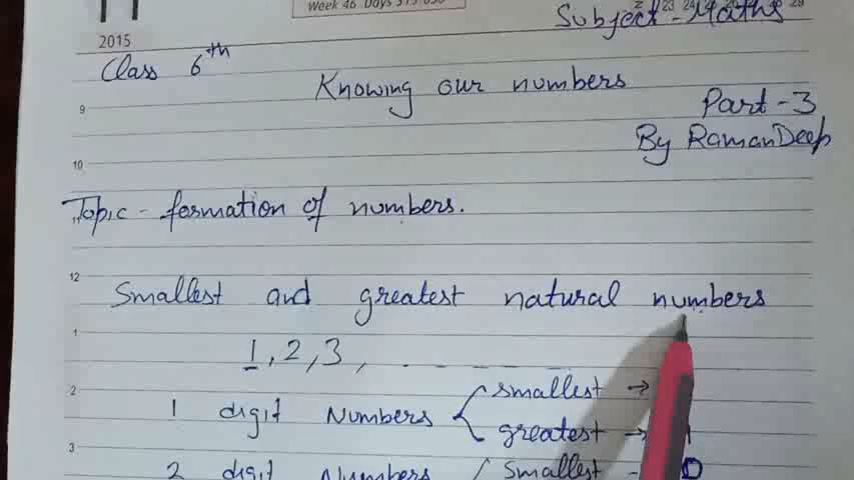 Week 46 Days
2015
Subject - Maths
Class 6th
Knowing our numbers
9
Part - 3
By RamanDeep
10
Topic - formation of numbers.
12
Smallest and greatest natural numbers
1
1, 2, 3,
2
1 digit Numbers smallest →
greatest →
3
2 digit Numbers Smallest